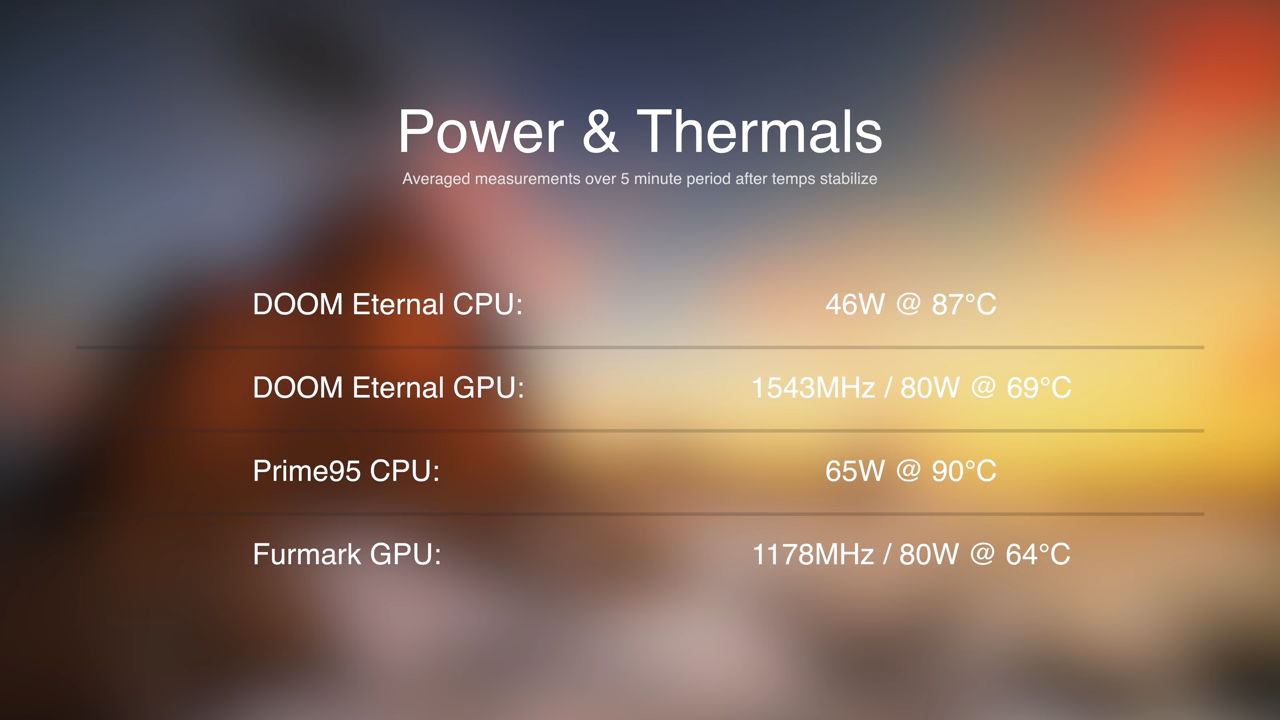 Power & Thermals
Averaged measurements over 5 minute period after temps stabilize
DOOM Eternal CPU: 46W @ 87°C
DOOM Eternal GPU: 1543MHz / 80W @ 69°C
Prime95 CPU: 65W @ 90°C
Furmark GPU: 1178MHz / 80W @ 64°C